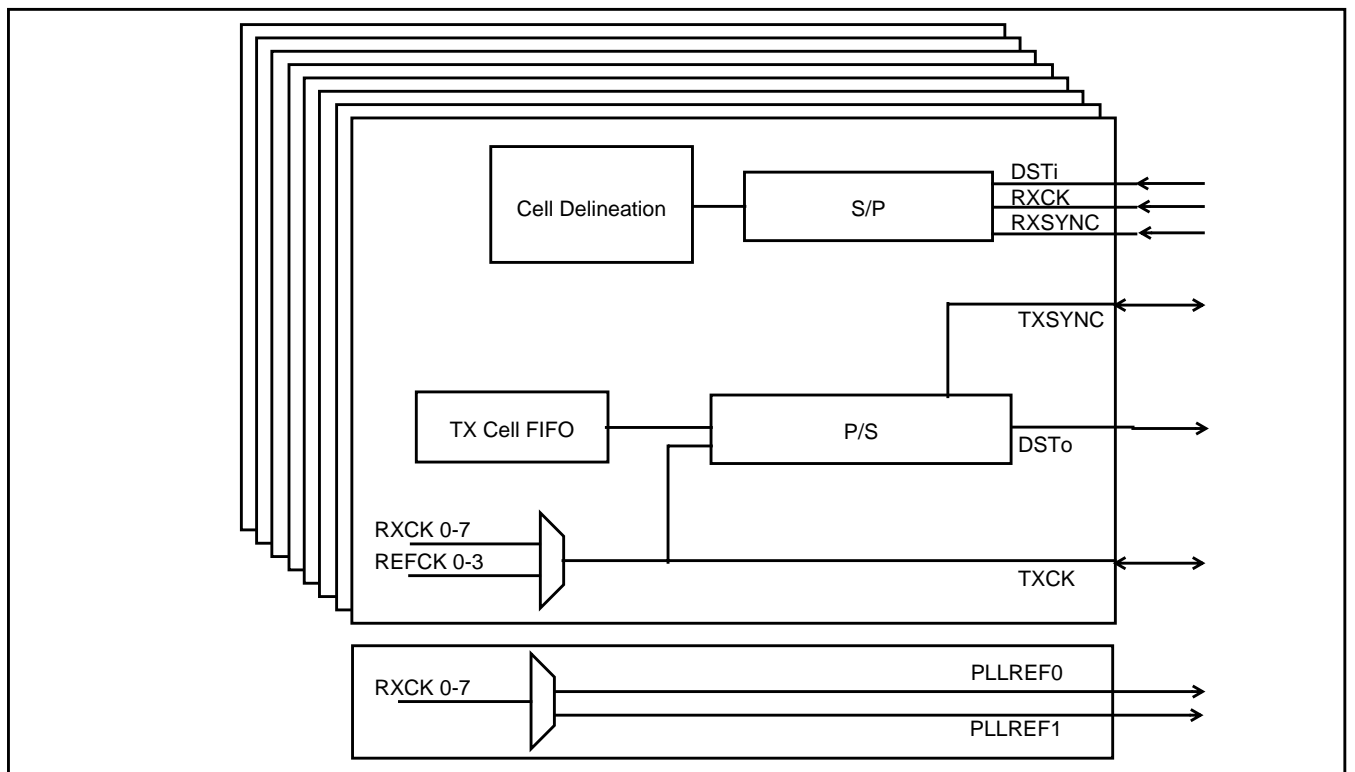 DSTi
RXCK
RXSYNC
Cell Delineation
S/P
TXSYNC
TX Cell FIFO
P/S
DSTo
RXCK 0-7
REFCK 0-3
TXCK
RXCK 0-7
PLLREF0
PLLREF1